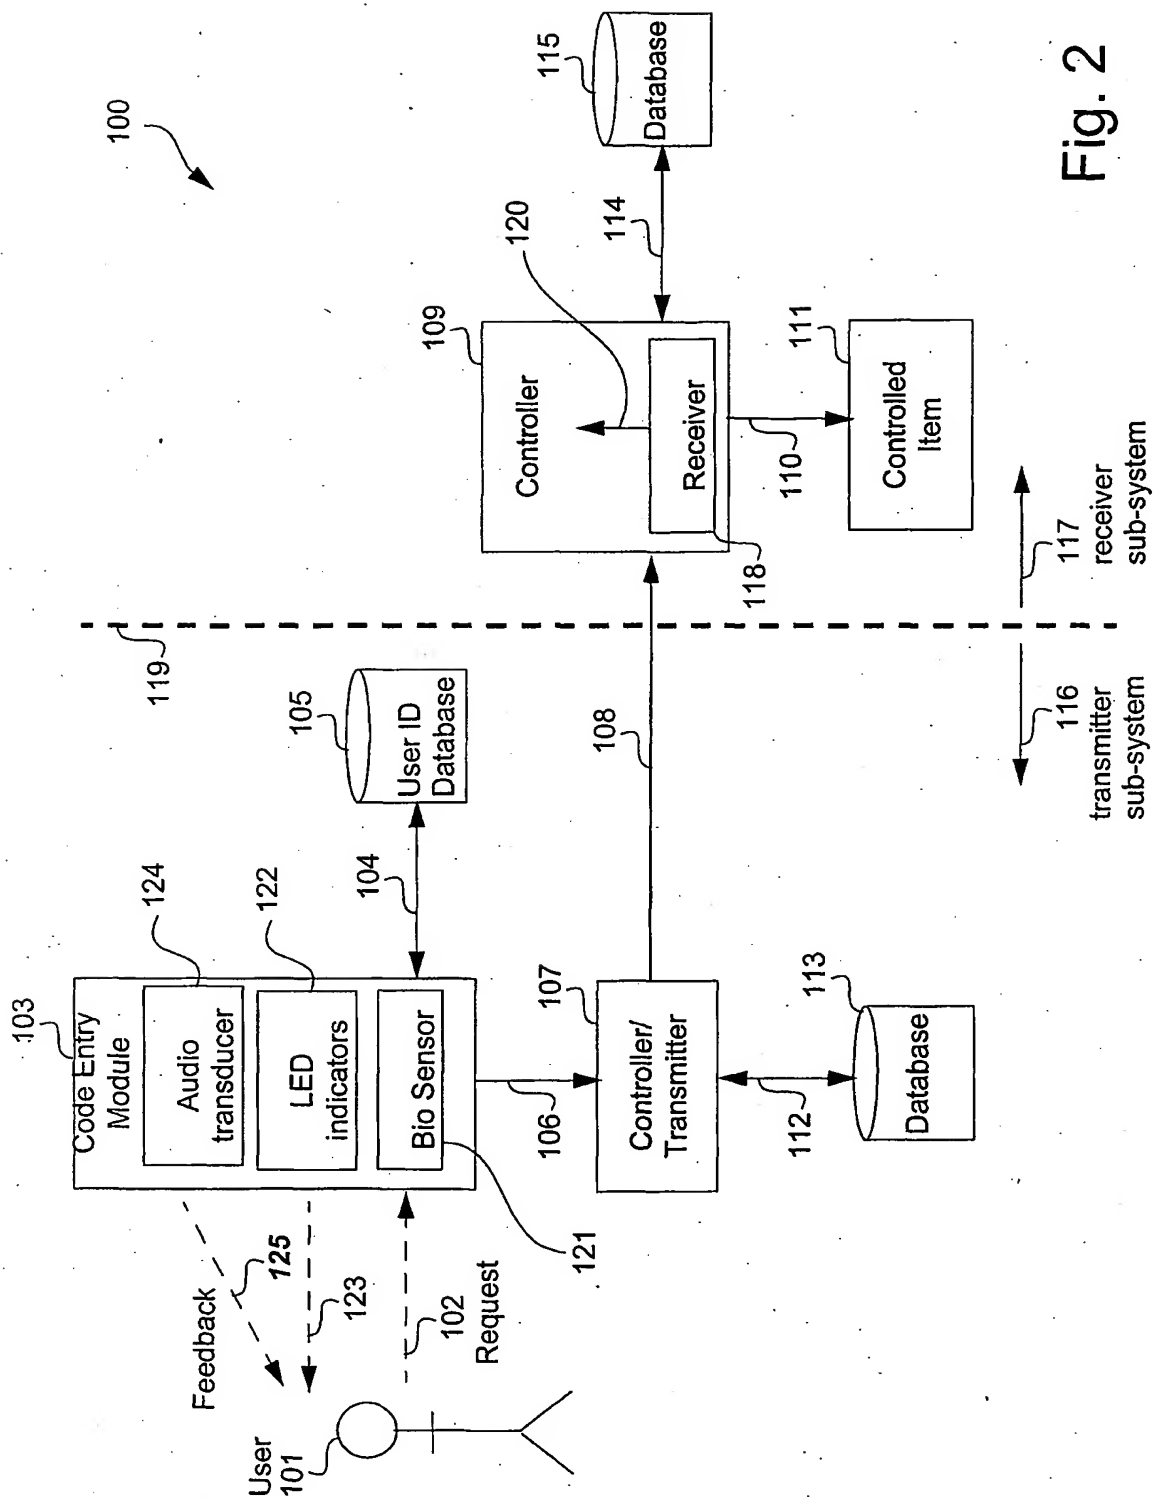 100
103
Code Entry
Module
124
Audio
transducer
122
LED
indicators
Bio Sensor
121
Feedback
125
123
102
Request
User
101
104
105
User ID
Database
106
107
Controller/
Transmitter
112
113
Database
108
119
109
Controller
120
Receiver
118
114
115
Database
110
111
Controlled
Item
116
transmitter
sub-system
117
receiver
sub-system
Fig. 2